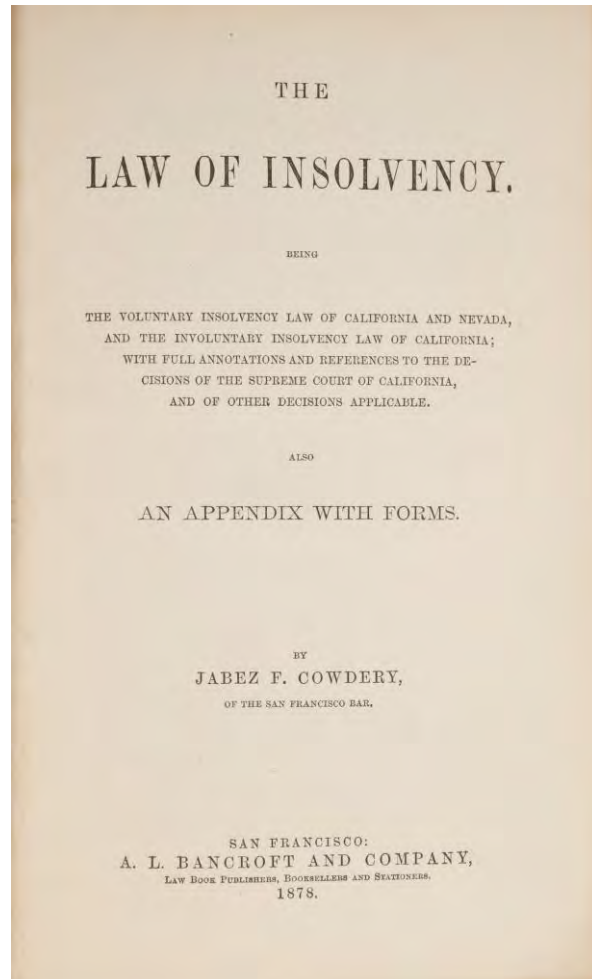 THE
LAW OF INSOLVENCY.
BEING
THE VOLUNTARY INSOLVENCY LAW OF CALIFORNIA AND NEVADA,
AND THE INVOLUNTARY INSOLVENCY LAW OF CALIFORNIA;
WITH FULL ANNOTATIONS AND REFERENCES TO THE DE-
CISIONS OF THE SUPREME COURT OF CALIFORNIA,
AND OF OTHER DECISIONS APPLICABLE.
ALSO
AN APPENDIX WITH FORMS.
BY
JABEZ F. COWDERY,
OF THE SAN FRANCISCO BAR.
SAN FRANCISCO:
A. L. BANCROFT AND COMPANY,
LAW BOOK PUBLISHERS, BOOKSELLERS AND STATIONERS.
1878.